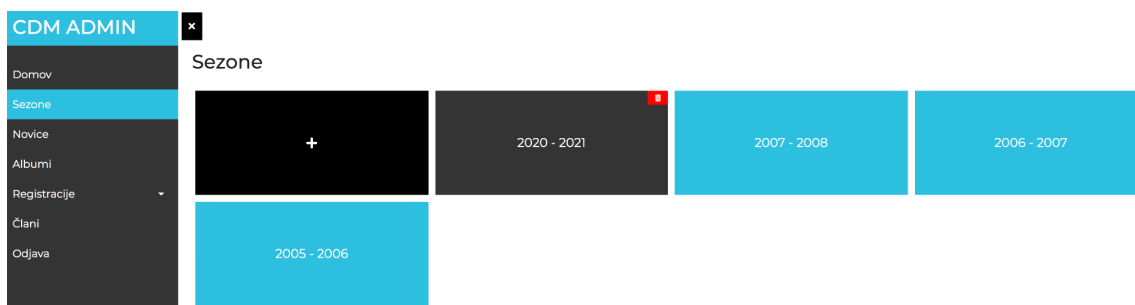 CDM ADMIN
Domov
Sezone
Novice
Albumi
Registracije
Člani
Odjava
Sezone
2020 - 2021
2007 - 2008
2006 - 2007
2005 - 2006